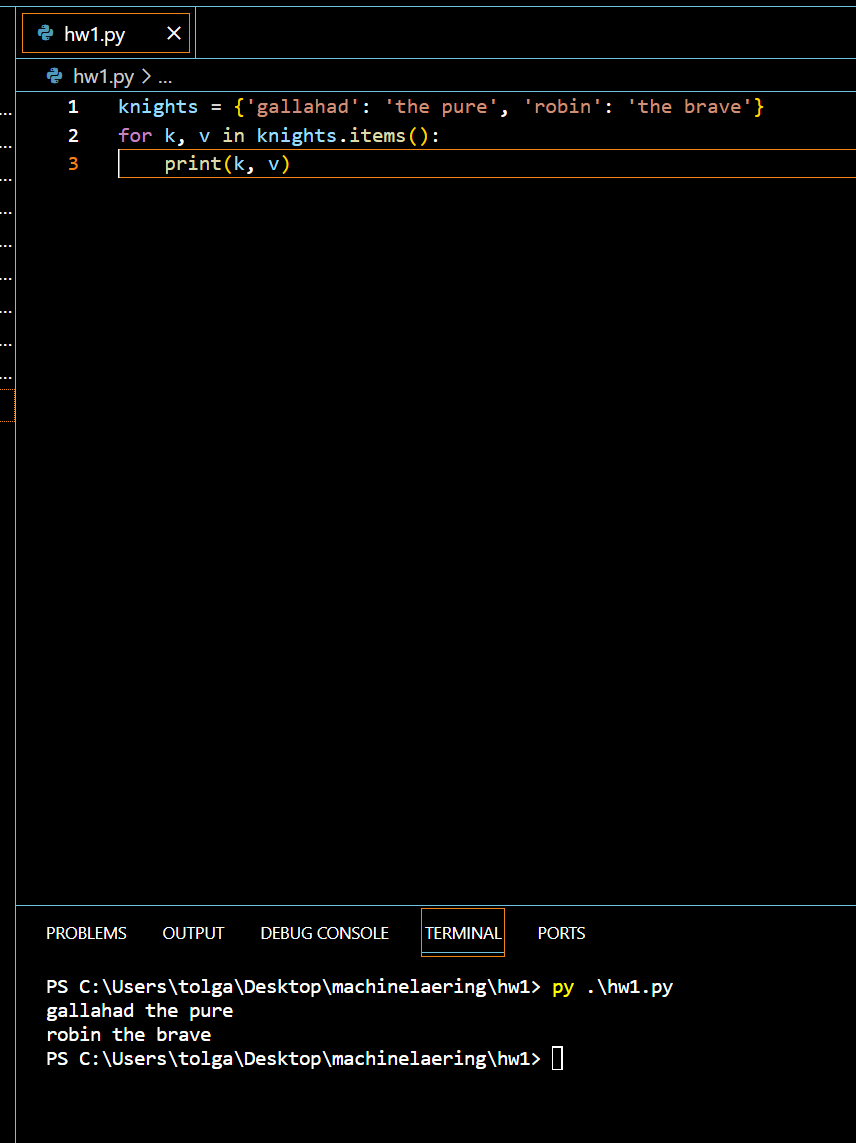 hw1.py ×
hw1.py > ...
1 knights = {'gallahad': 'the pure', 'robin': 'the brave'}
2 for k, v in knights.items():
3     print(k, v)
PROBLEMS OUTPUT DEBUG CONSOLE TERMINAL PORTS
PS C:\Users\tolga\Desktop\machinelaering\hw1> py .\hw1.py
gallahad the pure
robin the brave
PS C:\Users\tolga\Desktop\machinelaering\hw1>